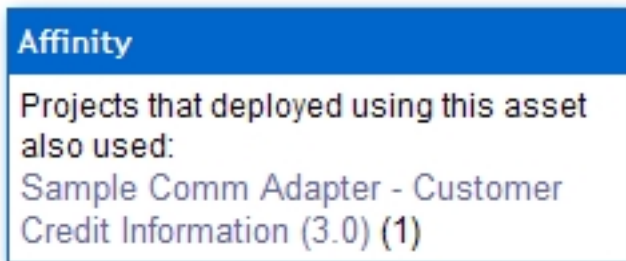 Affinity
Projects that deployed using this asset
also used:
Sample Comm Adapter - Customer
Credit Information (3.0) (1)